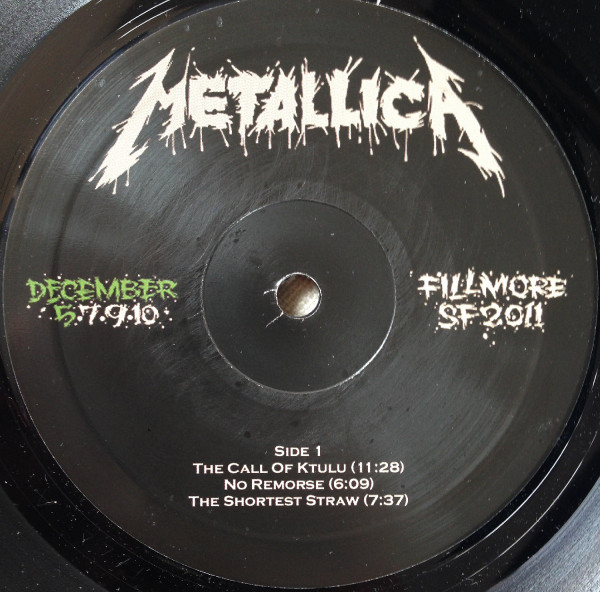 METALLICA
DECEMBER
5.7.9.10
FILLMORE
SF 2011
SIDE 1
THE CALL OF KTULU (11:28)
NO REMORSE (6:09)
THE SHORTEST STRAW (7:37)